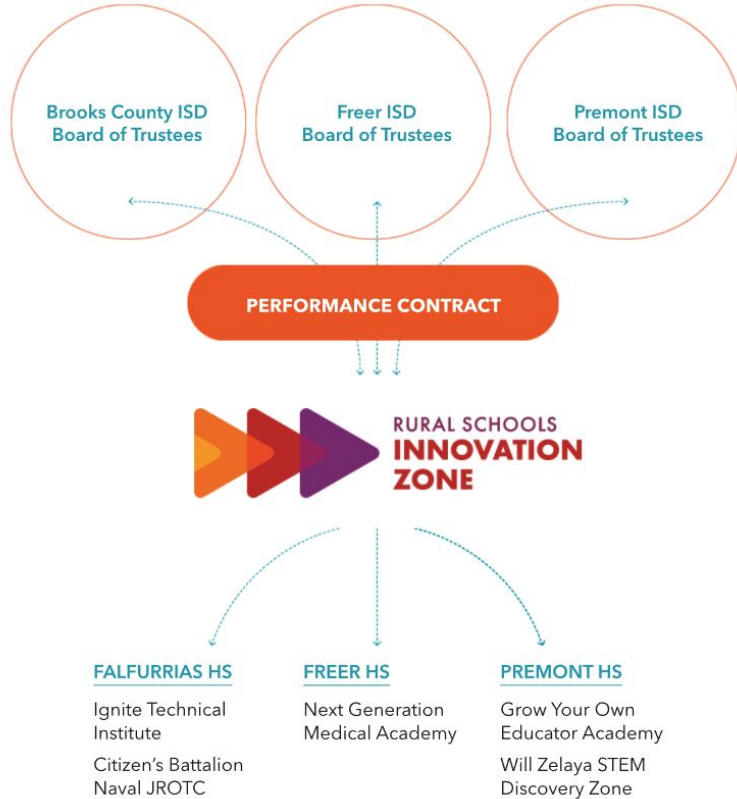 Brooks County ISD
Board of Trustees
Freer ISD
Board of Trustees
Premont ISD
Board of Trustees
PERFORMANCE CONTRACT
RURAL SCHOOLS
INNOVATION
ZONE
FALFURRIAS HS
Ignite Technical
Institute
Citizen’s Battalion
Naval JROTC
FREER HS
Next Generation
Medical Academy
PREMONT HS
Grow Your Own
Educator Academy
Will Zelaya STEM
Discovery Zone